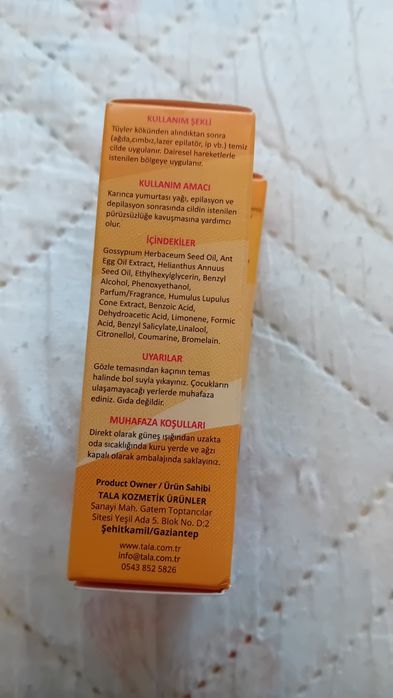 KULLANIM ŞEKLİ
Tüyler kökünden alındıktan sonra
(ağda,cımbız,lazer epilatör, ip vb.) temiz
cilde uygulanır. Dairesel hareketlerle
istenilen bölgeye uygulanır.
KULLANIM AMACI
Karınca yumurtası yağı, epilasyon ve
depilasyon sonrasında cildin istenilen
pürüzsüzlüğe kavuşmasına yardımcı
olur.
İÇİNDEKİLER
Gossypium Herbaceum Seed Oil, Ant
Egg Oil Extract, Helianthus Annuus
Seed Oil, Ethylhexylglycerin, Benzyl
Alcohol, Phenoxyethanol,
Parfum/Fragrance, Humulus Lupulus
Cone Extract, Benzoic Acid,
Dehydroacetic Acid, Limonene, Formic
Acid, Benzyl Salicylate,Linalool,
Citronellol, Coumarine, Bromelain.
UYARILAR
Gözle temasından kaçının temas
halinde bol suyla yıkayınız. Çocukların
ulaşamayacağı yerlerde muhafaza
ediniz. Gıda değildir.
MUHAFAZA KOŞULLARI
Direkt olarak güneş ışığından uzakta
oda sıcaklığında kuru yerde ve ağzı
kapalı olarak ambalajında saklayınız.
Product Owner / Ürün Sahibi
TALA KOZMETİK ÜRÜNLER
Sanayi Mah. Gatem Toptancılar
Sitesi Yeşil Ada 5. Blok No. D:2
Şehitkamil/Gaziantep
www.tala.com.tr
info@tala.com.tr
0543 852 5826